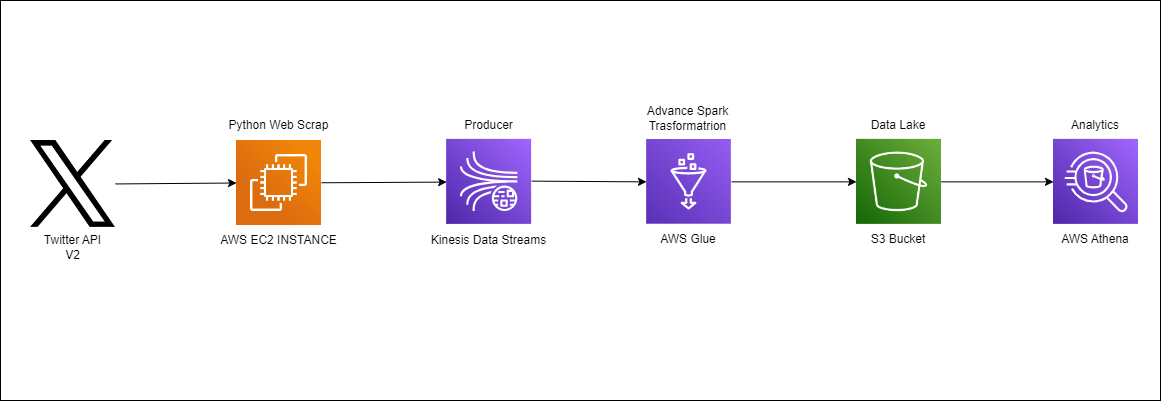 Python Web Scrap
Producer
Advance Spark
Trasformatrion
Data Lake
Analytics
Twitter API
V2
AWS EC2 INSTANCE
Kinesis Data Streams
AWS Glue
S3 Bucket
AWS Athena